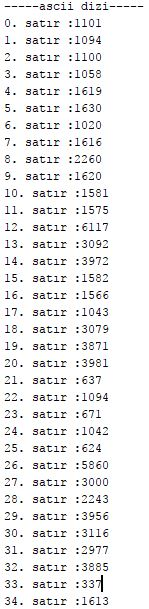 -----ascii dizi-----
0. satır :1101
1. satır :1094
2. satır :1100
3. satır :1058
4. satır :1619
5. satır :1630
6. satır :1020
7. satır :1616
8. satır :2260
9. satır :1620
10. satır :1581
11. satır :1575
12. satır :6117
13. satır :3092
14. satır :3972
15. satır :1582
16. satır :1566
17. satır :1043
18. satır :3079
19. satır :3871
20. satır :3981
21. satır :637
22. satır :1094
23. satır :671
24. satır :1042
25. satır :624
26. satır :5860
27. satır :3000
28. satır :2243
29. satır :3956
30. satır :3116
31. satır :2977
32. satır :3885
33. satır :337
34. satır :1613